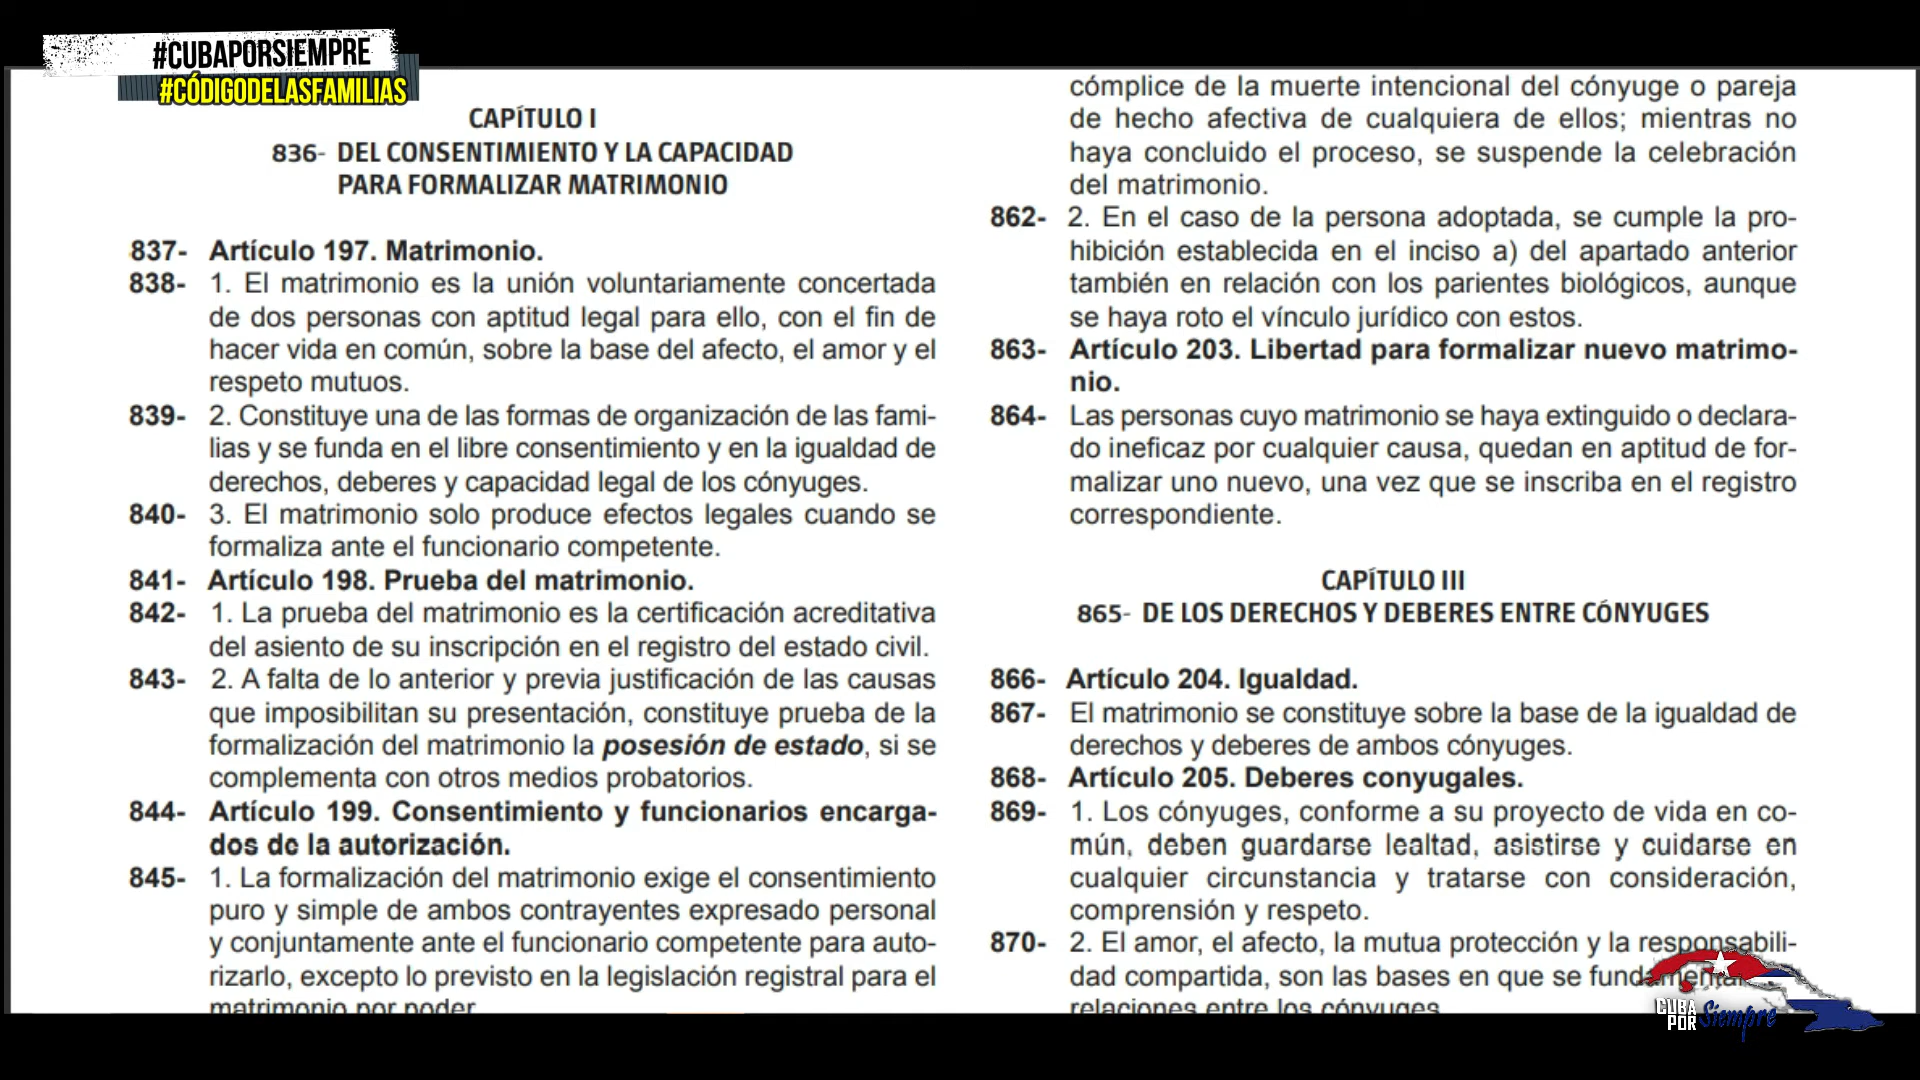 #CUBAPORSIEMPRE
#CÓDIGODELASFAMILIAS
CAPÍTULO I
836- DEL CONSENTIMIENTO Y LA CAPACIDAD
PARA FORMALIZAR MATRIMONIO
837- Artículo 197. Matrimonio.
838- 1. El matrimonio es la unión voluntariamente concertada
de dos personas con aptitud legal para ello, con el fin de
hacer vida en común, sobre la base del afecto, el amor y el
respeto mutuos.
839- 2. Constituye una de las formas de organización de las fami-
lias y se funda en el libre consentimiento y en la igualdad de
derechos, deberes y capacidad legal de los cónyuges.
840- 3. El matrimonio solo produce efectos legales cuando se
formaliza ante el funcionario competente.
841- Artículo 198. Prueba del matrimonio.
842- 1. La prueba del matrimonio es la certificación acreditativa
del asiento de su inscripción en el registro del estado civil.
843- 2. A falta de lo anterior y previa justificación de las causas
que imposibilitan su presentación, constituye prueba de la
formalización del matrimonio la posesión de estado, si se
complementa con otros medios probatorios.
844- Artículo 199. Consentimiento y funcionarios encarga-
dos de la autorización.
845- 1. La formalización del matrimonio exige el consentimiento
puro y simple de ambos contrayentes expresado personal
y conjuntamente ante el funcionario competente para auto-
rizarlo, excepto lo previsto en la legislación registral para el
matrimonio por poder.
cómplice de la muerte intencional del cónyuge o pareja
de hecho afectiva de cualquiera de ellos; mientras no
haya concluido el proceso, se suspende la celebración
del matrimonio.
862- 2. En el caso de la persona adoptada, se cumple la pro-
hibición establecida en el inciso a) del apartado anterior
también en relación con los parientes biológicos, aunque
se haya roto el vínculo jurídico con estos.
863- Artículo 203. Libertad para formalizar nuevo matrimo-
nio.
864- Las personas cuyo matrimonio se haya extinguido o declara-
do ineficaz por cualquier causa, quedan en aptitud de for-
malizar uno nuevo, una vez que se inscriba en el registro
correspondiente.
CAPÍTULO III
865- DE LOS DERECHOS Y DEBERES ENTRE CÓNYUGES
866- Artículo 204. Igualdad.
867- El matrimonio se constituye sobre la base de la igualdad de
derechos y deberes de ambos cónyuges.
868- Artículo 205. Deberes conyugales.
869- 1. Los cónyuges, conforme a su proyecto de vida en co-
mún, deben guardarse lealtad, asistirse y cuidarse en
cualquier circunstancia y tratarse con consideración,
comprensión y respeto.
870- 2. El amor, el afecto, la mutua protección y la responsabili-
dad compartida, son las bases en que se fundamentan
relaciones entre los cónyuges.
CUBA
POR Siempre